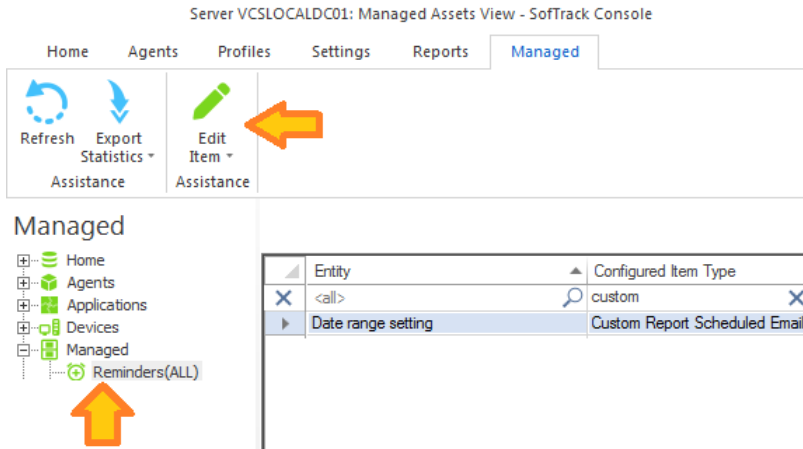 Server VCSLOCALDC01: Managed Assets View - SofTrack Console
Home Agents Profiles Settings Reports Managed
Refresh Export Statistics Edit Item
Assistance Assistance
Managed
Home
Agents
Applications
Devices
Managed
Reminders(ALL)
Entity Configured Item Type
<all> custom
Date range setting Custom Report Scheduled Email